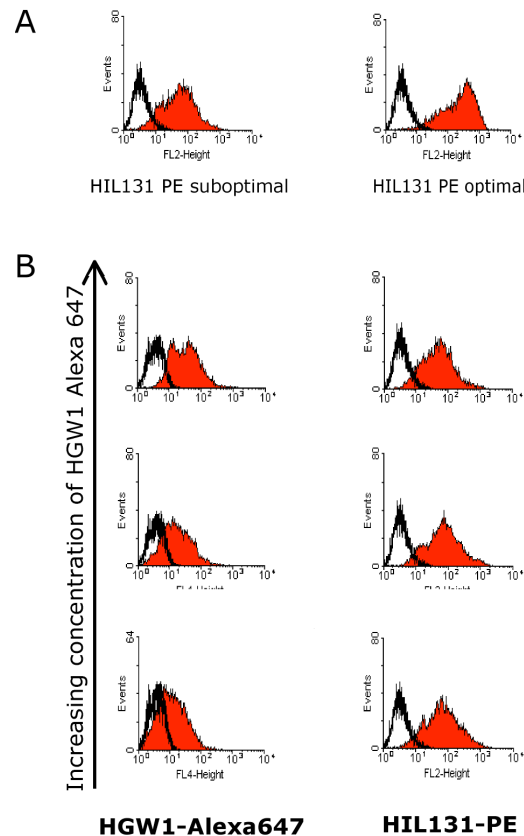 A
80
Events
0
10⁰ 10¹ 10² 10³ 10⁴
FL2-Height
HIL131 PE suboptimal
80
Events
0
10⁰ 10¹ 10² 10³ 10⁴
FL2-Height
HIL131 PE optimal
B
Increasing concentration of HGW1 Alexa 647
80
Events
0
10⁰ 10¹ 10² 10³ 10⁴
80
Events
0
10⁰ 10¹ 10² 10³ 10⁴
80
Events
0
10⁰ 10¹ 10² 10³ 10⁴
FL4-Height
80
Events
0
10⁰ 10¹ 10² 10³ 10⁴
FL2-Height
64
Events
0
10⁰ 10¹ 10² 10³ 10⁴
FL4-Height
80
Events
0
10⁰ 10¹ 10² 10³ 10⁴
FL2-Height
HGW1-Alexa647
HIL131-PE